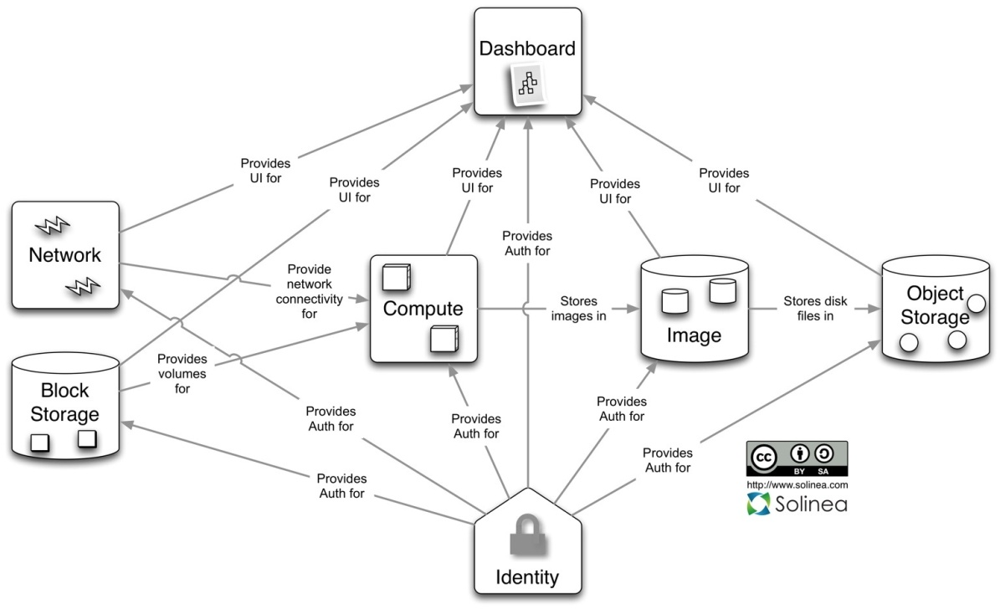 Dashboard
Provides
UI for
Provides
UI for
Provides
UI for
Provides
UI for
Provides
UI for
Network
Provides
Auth for
Provide
network
connectivity
for
Compute
Stores
images in
Image
Stores disk
files in
Object
Storage
Block
Storage
Provides
volumes
for
Provides
Auth for
Provides
Auth for
Provides
Auth for
Provides
Auth for
Provides
Auth for
cc
BY SA
http://www.solinea.com
Solinea
Identity